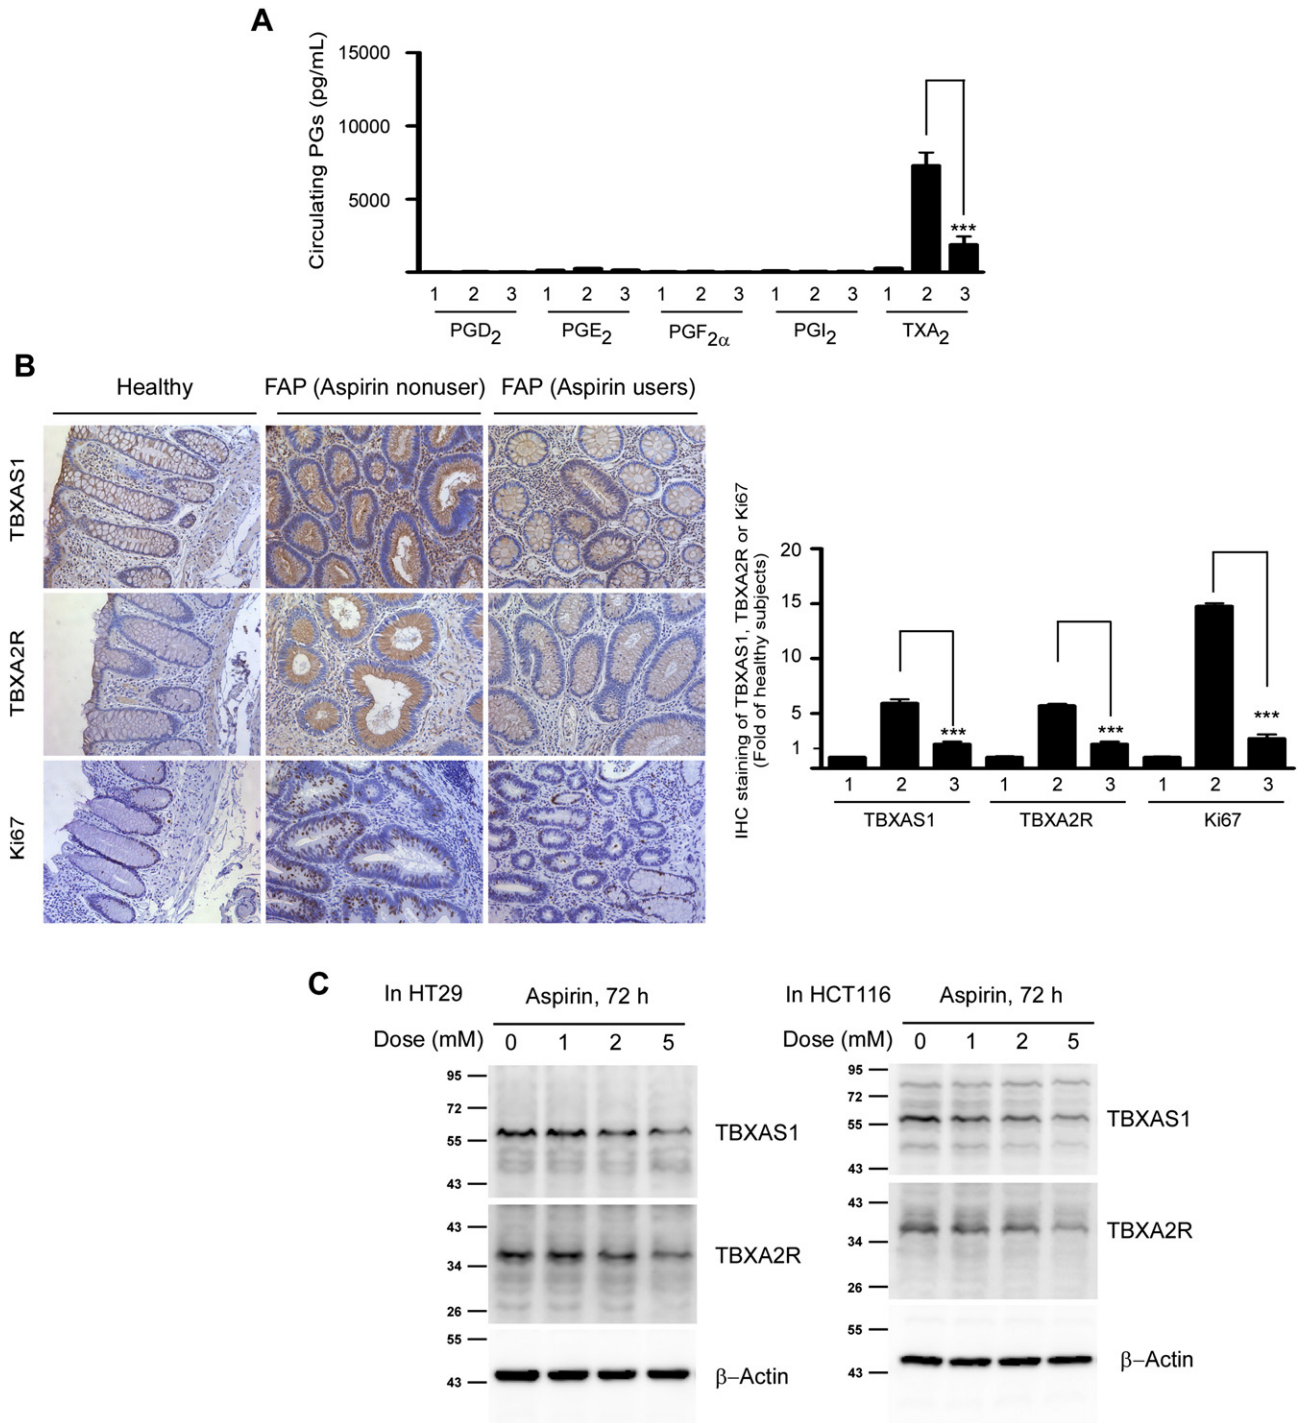 A
Circulating PGs (pg/mL)
15000
10000
5000
***
1 2 3 1 2 3 1 2 3 1 2 3 1 2 3
PGD2 PGE2 PGF2α PGI2 TXA2
B
Healthy FAP (Aspirin nonuser) FAP (Aspirin users)
TBXAS1
TBXA2R
Ki67
IHC staining of TBXAS1, TBXA2R or Ki67
(Fold of healthy subjects)
20
15
10
5
1
*** *** ***
1 2 3 1 2 3 1 2 3
TBXAS1 TBXA2R Ki67
C
In HT29 Aspirin, 72 h
Dose (mM) 0 1 2 5
95
72
55
43
TBXAS1
43
34
26
TBXA2R
55
43
β–Actin
In HCT116 Aspirin, 72 h
Dose (mM) 0 1 2 5
95
72
55
43
TBXAS1
43
34
26
TBXA2R
55
43
β–Actin